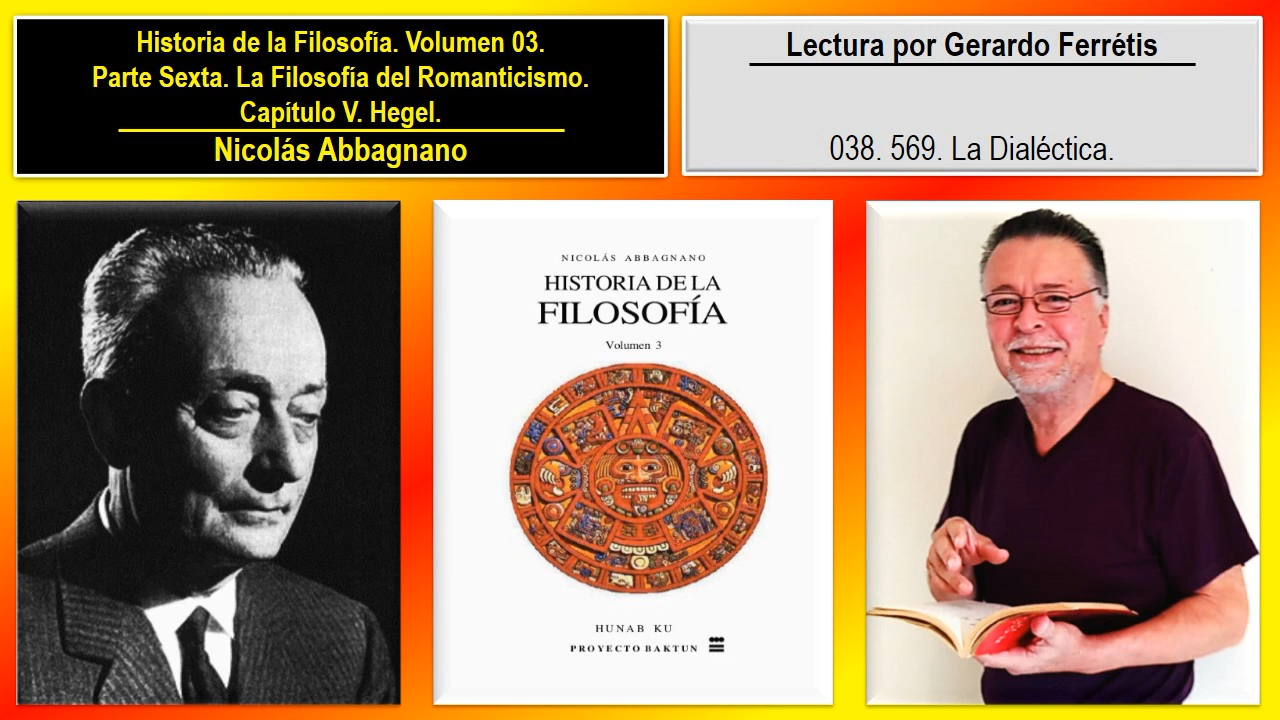 Historia de la Filosofía. Volumen 03.
Parte Sexta. La Filosofía del Romanticismo.
Capítulo V. Hegel.
Nicolás Abbagnano
Lectura por Gerardo Ferrétis
038. 569. La Dialéctica.
NICOLÁS ABBAGNANO
HISTORIA DE LA
FILOSOFÍA
Volumen 3
HUNAB KU
PROYECTO BAKTUN